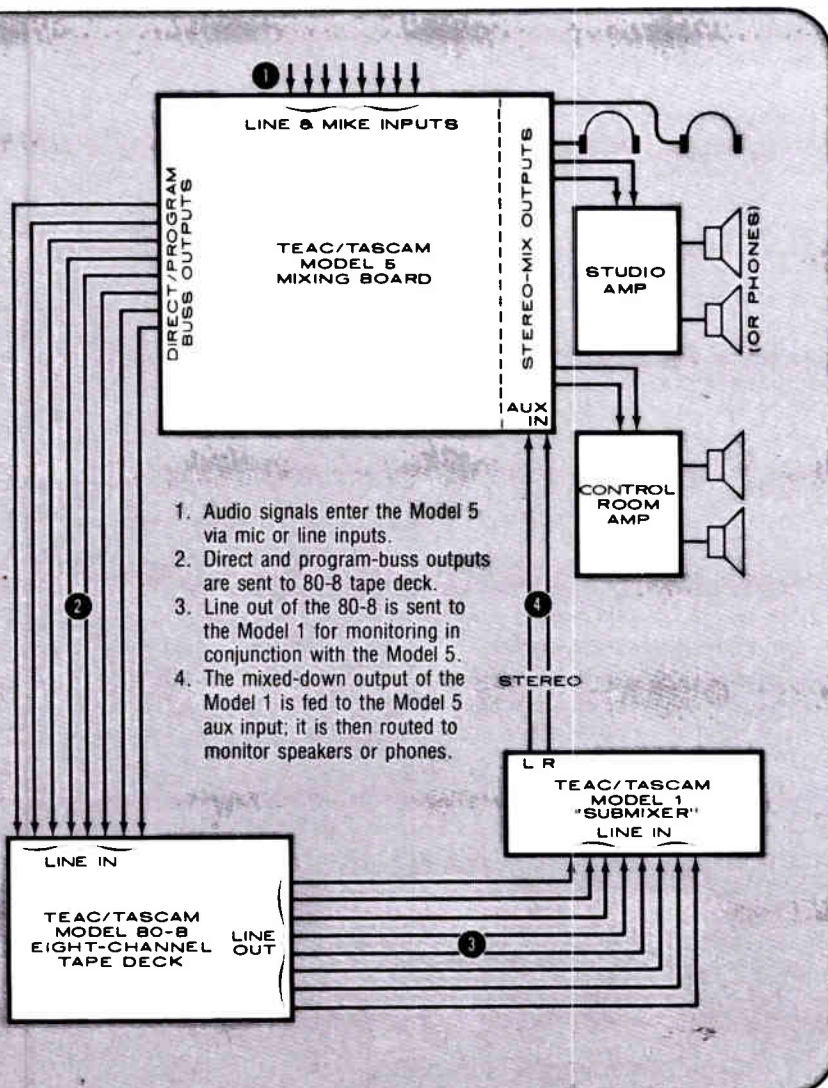 1
LINE & MIKE INPUTS
DIRECT/PROGRAM
BUSS OUTPUTS
TEAC/TASCAM
MODEL 5
MIXING BOARD
STEREO-MIX OUTPUTS
AUX
IN
STUDIO
AMP
(OR PHONES)
CONTROL
ROOM
AMP
1. Audio signals enter the Model 5
via mic or line inputs.
2. Direct and program-buss outputs
are sent to 80-8 tape deck.
3. Line out of the 80-8 is sent to
the Model 1 for monitoring in
conjunction with the Model 5.
4. The mixed-down output of the
Model 1 is fed to the Model 5
aux input; it is then routed to
monitor speakers or phones.
2
4
STEREO
L R
TEAC/TASCAM
MODEL 1
"SUBMIXER"
LINE IN
LINE IN
TEAC/TASCAM
MODEL 80-8
EIGHT-CHANNEL
TAPE DECK
LINE
OUT
3